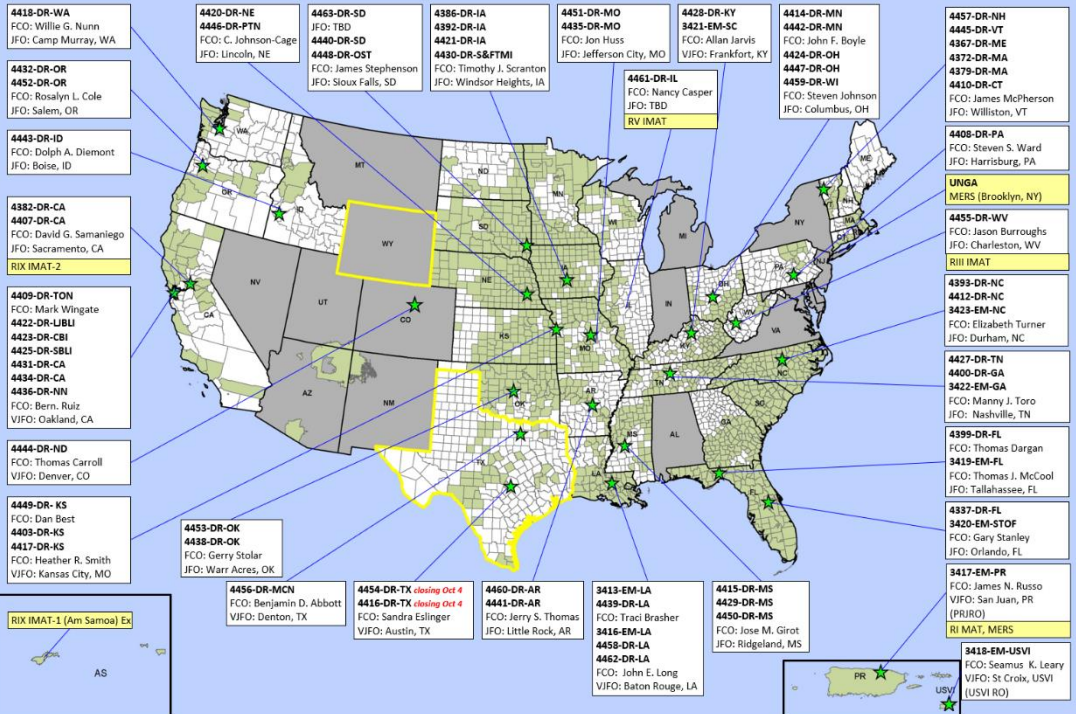 4418-DR-WA
FCO: Willie G. Nunn
JFO: Camp Murray, WA
4432-DR-OR
4452-DR-OR
FCO: Rosalyn L. Cole
JFO: Salem, OR
4443-DR-ID
FCO: Dolph A. Diemont
JFO: Boise, ID
4382-DR-CA
4407-DR-CA
FCO: David G. Samaniego
JFO: Sacramento, CA
RIX IMAT-2
4409-DR-TON
FCO: Mark Wingate
4422-DR-LJBLI
4423-DR-CBI
4425-DR-SBLI
4431-DR-CA
4434-DR-CA
4436-DR-NN
FCO: Bern. Ruiz
VJFO: Oakland, CA
4444-DR-ND
FCO: Thomas Carroll
VJFO: Denver, CO
4449-DR- KS
FCO: Dan Best
4403-DR-KS
4417-DR-KS
FCO: Heather R. Smith
VJFO: Kansas City, MO
4420-DR-NE
4446-DR-PTN
FCO: C. Johnson-Cage
JFO: Lincoln, NE
4463-DR-SD
JFO: TBD
4440-DR-SD
4448-DR-OST
FCO: James Stephenson
JFO: Sioux Falls, SD
4386-DR-IA
4392-DR-IA
4421-DR-IA
4430-DR-S&FTMI
FCO: Timothy J. Scranton
JFO: Windsor Heights, IA
4451-DR-MO
4435-DR-MO
FCO: Jon Huss
JFO: Jefferson City, MO
4428-DR-KY
3421-EM-SC
FCO: Allan Jarvis
VJFO: Frankfort, KY
4461-DR-IL
FCO: Nancy Casper
JFO: TBD
RV IMAT
4414-DR-MN
4442-DR-MN
FCO: John F. Boyle
4424-DR-OH
4447-DR-OH
4459-DR-WI
FCO: Steven Johnson
JFO: Columbus, OH
4457-DR-NH
4445-DR-VT
4367-DR-ME
4372-DR-MA
4379-DR-MA
4410-DR-CT
FCO: James McPherson
JFO: Williston, VT
4408-DR-PA
FCO: Steven S. Ward
JFO: Harrisburg, PA
UNGA
MERS (Brooklyn, NY)
4455-DR-WV
FCO: Jason Burroughs
JFO: Charleston, WV
RIII IMAT
4393-DR-NC
4412-DR-NC
3423-EM-NC
FCO: Elizabeth Turner
JFO: Durham, NC
4427-DR-TN
4400-DR-GA
3422-EM-GA
FCO: Manny J. Toro
JFO: Nashville, TN
4399-DR-FL
FCO: Thomas Dargan
3419-EM-FL
FCO: Thomas J. McCool
JFO: Tallahassee, FL
4337-DR-FL
3420-EM-STOF
FCO: Gary Stanley
JFO: Orlando, FL
3417-EM-PR
FCO: James N. Russo
VJFO: San Juan, PR
(PRJRO)
RI MAT, MERS
3418-EM-USVI
FCO: Seamus K. Leary
VJFO: St Croix, USVI
(USVI RO)
4453-DR-OK
4438-DR-OK
FCO: Gerry Stolar
JFO: Warr Acres, OK
4456-DR-MCN
FCO: Benjamin D. Abbott
VJFO: Denton, TX
4454-DR-TX closing Oct 4
4416-DR-TX closing Oct 4
FCO: Sandra Eslinger
VJFO: Austin, TX
4460-DR-AR
4441-DR-AR
FCO: Jerry S. Thomas
JFO: Little Rock, AR
3413-EM-LA
4439-DR-LA
FCO: Traci Brasher
3416-EM-LA
4458-DR-LA
4462-DR-LA
FCO: John E. Long
VJFO: Baton Rouge, LA
4415-DR-MS
4429-DR-MS
4450-DR-MS
FCO: Jose M. Girot
JFO: Ridgeland, MS
RIX IMAT-1 (Am Samoa) Ex
AS
PR
USVI
WA
MT
ND
MN
ME
OR
ID
WY
SD
WI
MI
NY
VT
NH
MA
CT
NV
UT
CO
NE
IA
IN
OH
PA
NJ
CA
KS
MO
KY
WV
VA
AZ
NM
OK
AR
TN
NC
SC
TX
LA
MS
AL
GA
FL